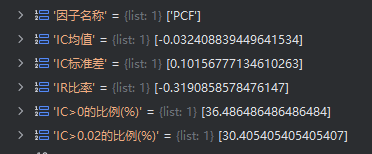 '因子名称' = {list: 1} ['PCF']
'IC均值' = {list: 1} [-0.032408839449641534]
'IC标准差' = {list: 1} [0.10156777134610263]
'IR比率' = {list: 1} [-0.3190858578476147]
'IC>0的比例(%)' = {list: 1} [36.486486486486484]
'IC>0.02的比例(%)' = {list: 1} [30.405405405405407]